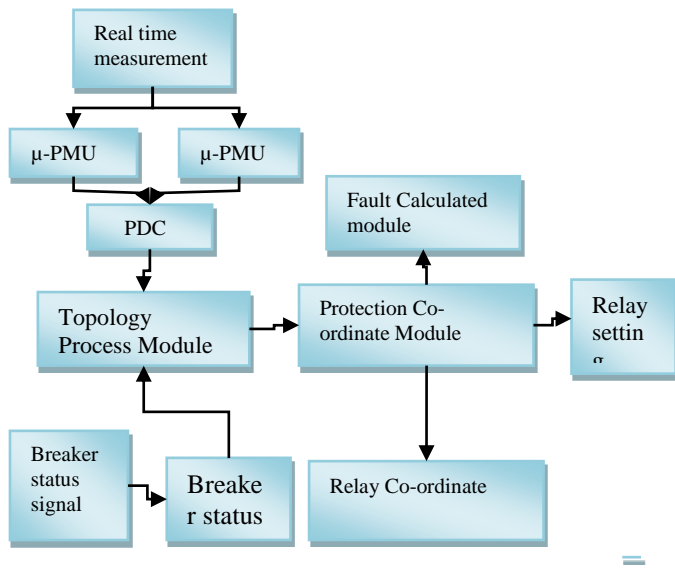 Real time
measurement
µ-PMU
µ-PMU
PDC
Fault Calculated
module
Topology
Process Module
Protection Co-
ordinate Module
Relay
settin
g
Breaker
status
signal
Breake
r status
Relay Co-ordinate